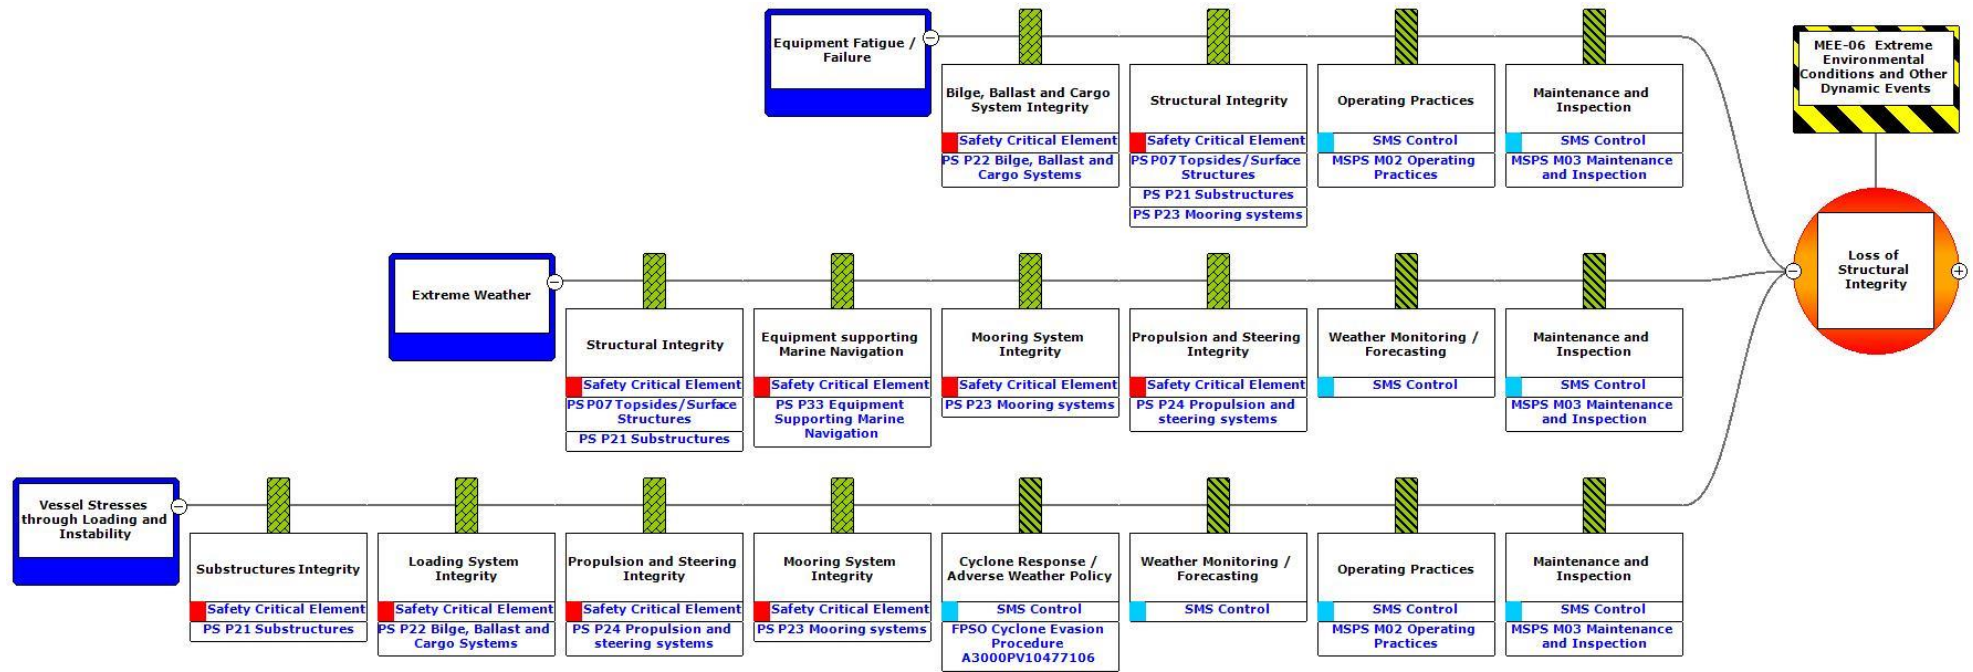 Equipment Fatigue /
Failure
Bilge, Ballast and Cargo
System Integrity
Safety Critical Element
PS P22 Bilge, Ballast and
Cargo Systems
Structural Integrity
Safety Critical Element
PS P07 Topsides/Surface
Structures
PS P21 Substructures
PS P23 Mooring systems
Operating Practices
SMS Control
MSPS M02 Operating
Practices
Maintenance and
Inspection
SMS Control
MSPS M03 Maintenance
and Inspection
MEE-06 Extreme
Environmental
Conditions and Other
Dynamic Events
Loss of
Structural
Integrity
Extreme Weather
Structural Integrity
Safety Critical Element
PS P07 Topsides/Surface
Structures
PS P21 Substructures
Equipment supporting
Marine Navigation
Safety Critical Element
PS P33 Equipment
Supporting Marine
Navigation
Mooring System
Integrity
Safety Critical Element
PS P23 Mooring systems
Propulsion and Steering
Integrity
Safety Critical Element
PS P24 Propulsion and
steering systems
Weather Monitoring /
Forecasting
SMS Control
Maintenance and
Inspection
SMS Control
MSPS M03 Maintenance
and Inspection
Vessel Stresses
through Loading and
Instability
Substructures Integrity
Safety Critical Element
PS P21 Substructures
Loading System
Integrity
Safety Critical Element
PS P22 Bilge, Ballast and
Cargo Systems
Propulsion and Steering
Integrity
Safety Critical Element
PS P24 Propulsion and
steering systems
Mooring System
Integrity
Safety Critical Element
PS P23 Mooring systems
Cyclone Response /
Adverse Weather Policy
SMS Control
FPSO Cyclone Evasion
Procedure
A3000PV10477106
Weather Monitoring /
Forecasting
SMS Control
Operating Practices
SMS Control
MSPS M02 Operating
Practices
Maintenance and
Inspection
SMS Control
MSPS M03 Maintenance
and Inspection